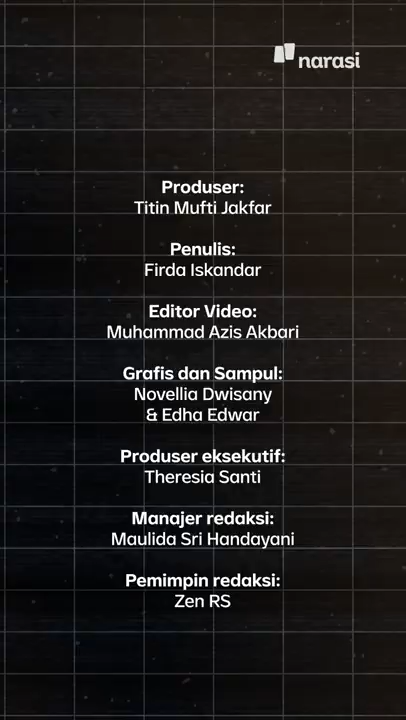 narasi
Produser:
Titin Mufti Jakfar
Penulis:
Firda Iskandar
Editor Video:
Muhammad Azis Akbari
Grafis dan Sampul:
Novellia Dwisany
& Edha Edwar
Produser eksekutif:
Theresia Santi
Manajer redaksi:
Maulida Sri Handayani
Pemimpin redaksi:
Zen RS